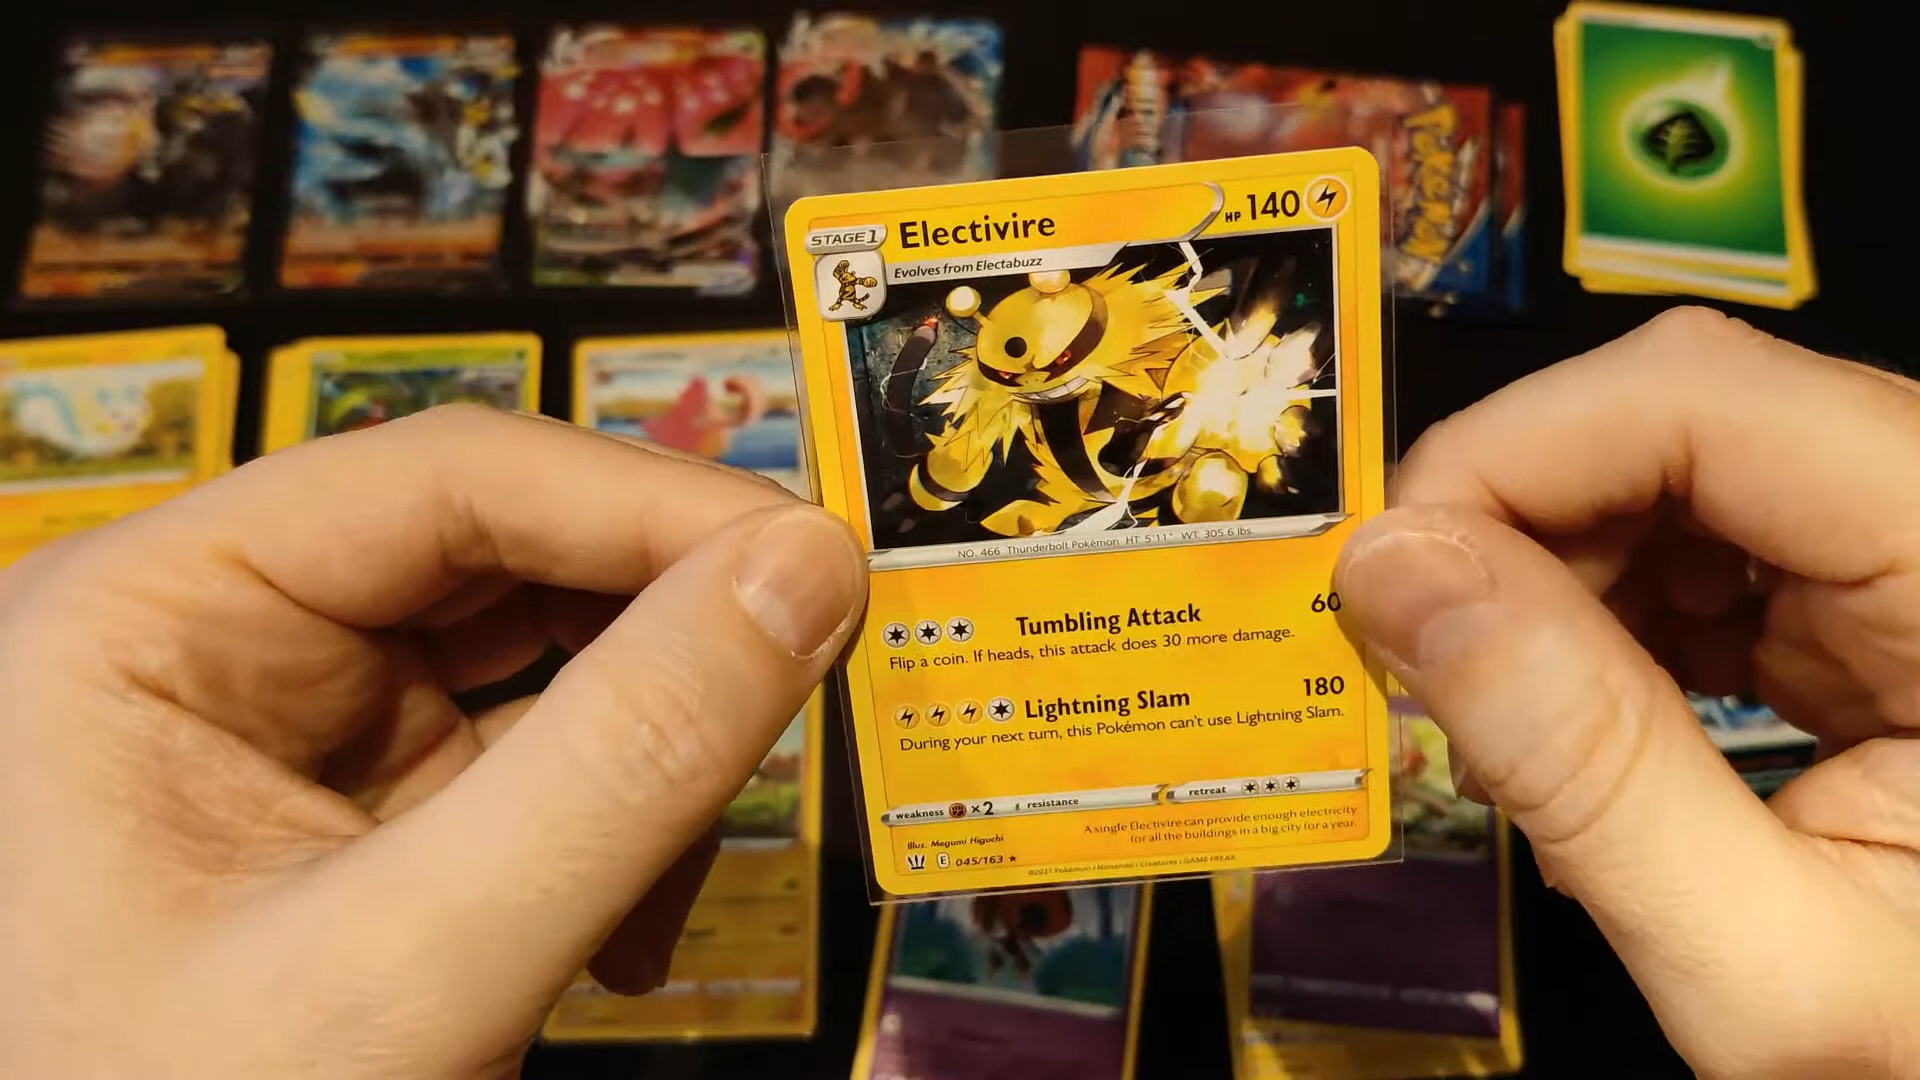 STAGE 1
Electivire
HP 140
Evolves from Electabuzz
NO. 466 Thunderbolt Pokémon HT: 5'11" WT: 305.6 lbs.
Tumbling Attack 60
Flip a coin. If heads, this attack does 30 more damage.
Lightning Slam 180
During your next turn, this Pokémon can't use Lightning Slam.
weakness ×2 resistance retreat
Illus. Megumi Higuchi
A single Electivire can provide enough electricity
for all the buildings in a big city for a year.
E 045/163 ★
©2021 Pokémon / Nintendo / Creatures / GAME FREAK
POKÉMON